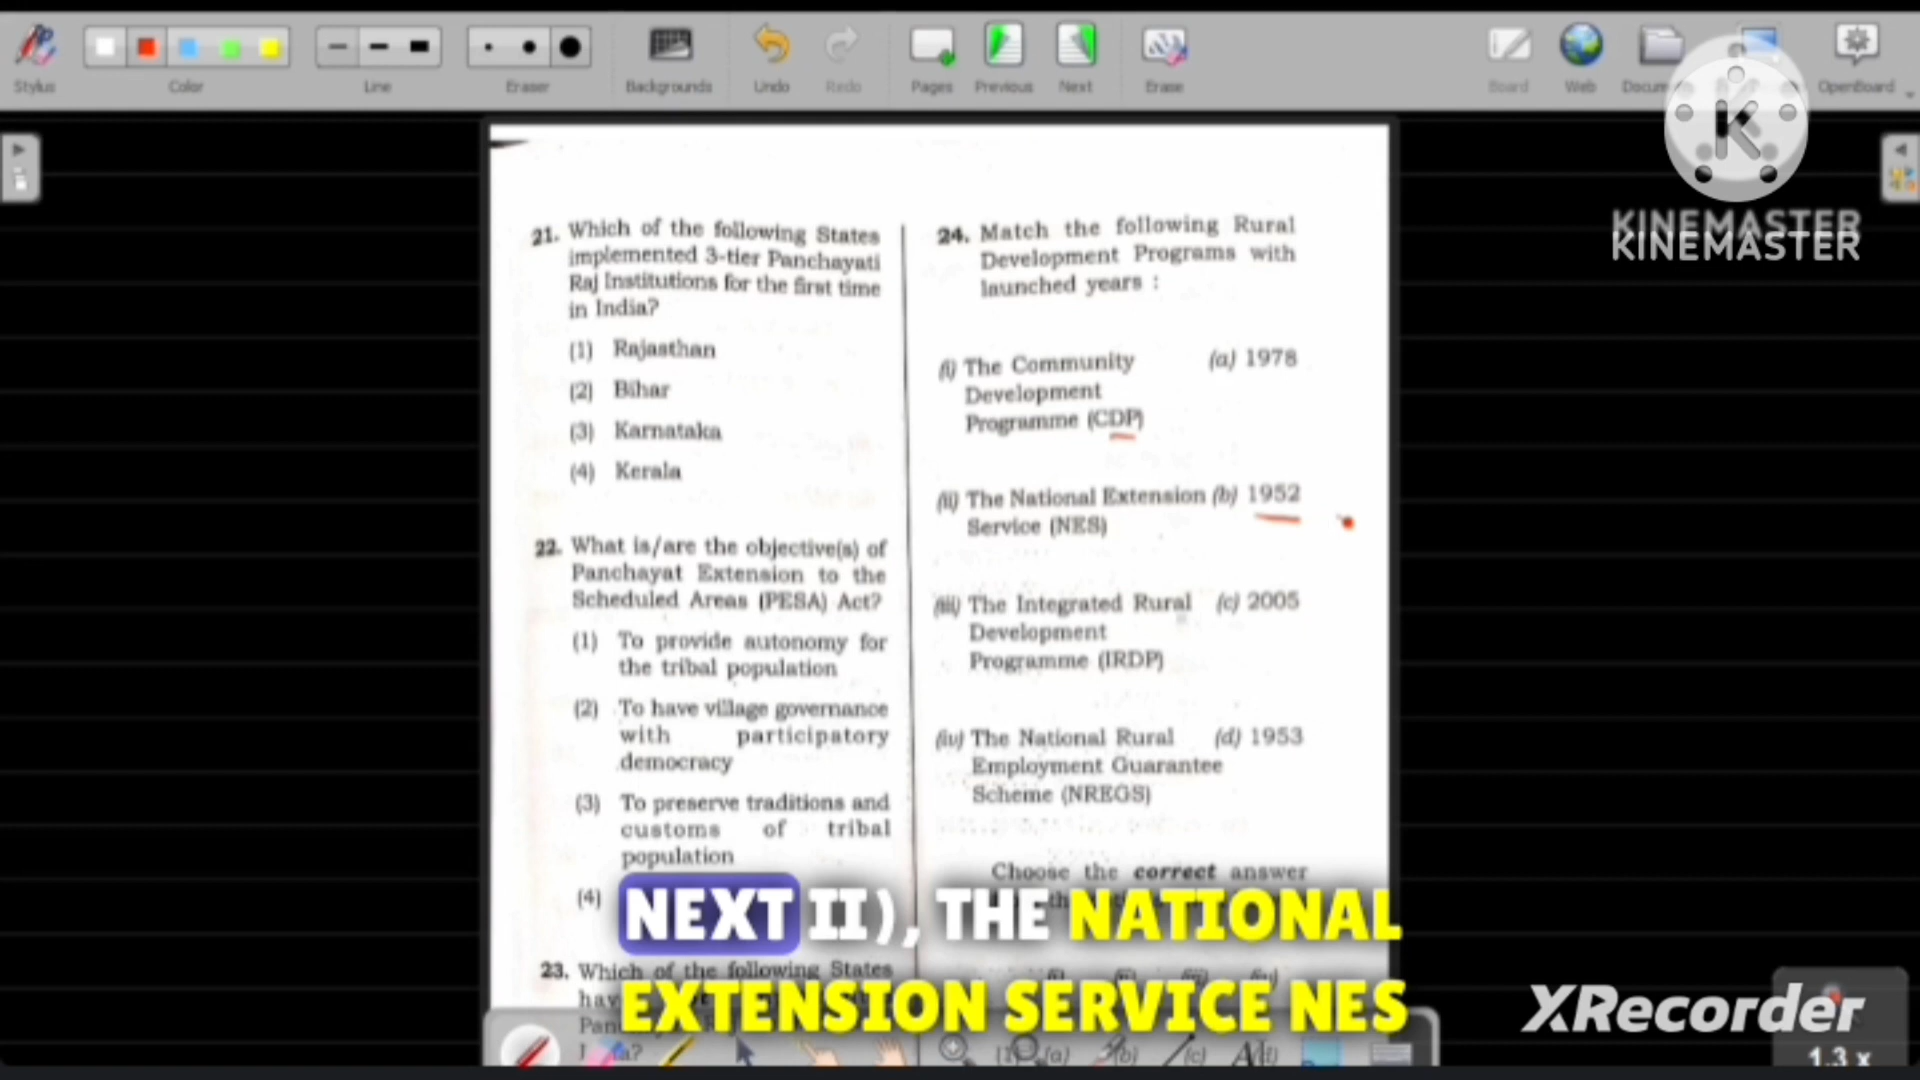 Stylus
Color
Line
Eraser
Backgrounds
Undo
Redo
Pages
Previous
Next
Erase
Board
Web
OpenBoard
KINEMASTER
KINEMASTER
21. Which of the following States
implemented 3-tier Panchayati
Raj Institutions for the first time
in India?
(1) Rajasthan
(2) Bihar
(3) Karnataka
(4) Kerala
22. What is/are the objective(s) of
Panchayat Extension to the
Scheduled Areas (PESA) Act?
(1) To provide autonomy for
the tribal population
(2) To have village governance
with participatory
democracy
(3) To preserve traditions and
customs of tribal
population
(4)
23. Which of the following States
24. Match the following Rural
Development Programs with
launched years :
(i) The Community (a) 1978
Development
Programme (CDP)
(ii) The National Extension (b) 1952
Service (NES)
(iii) The Integrated Rural (c) 2005
Development
Programme (IRDP)
(iv) The National Rural (d) 1953
Employment Guarantee
Scheme (NREGS)
Choose the correct answer
(i) (ii) (iii) (iv)
(1) (a) (b) (c) (d)
NEXT II), THE NATIONAL
EXTENSION SERVICE NES
XRecorder
1.3 x